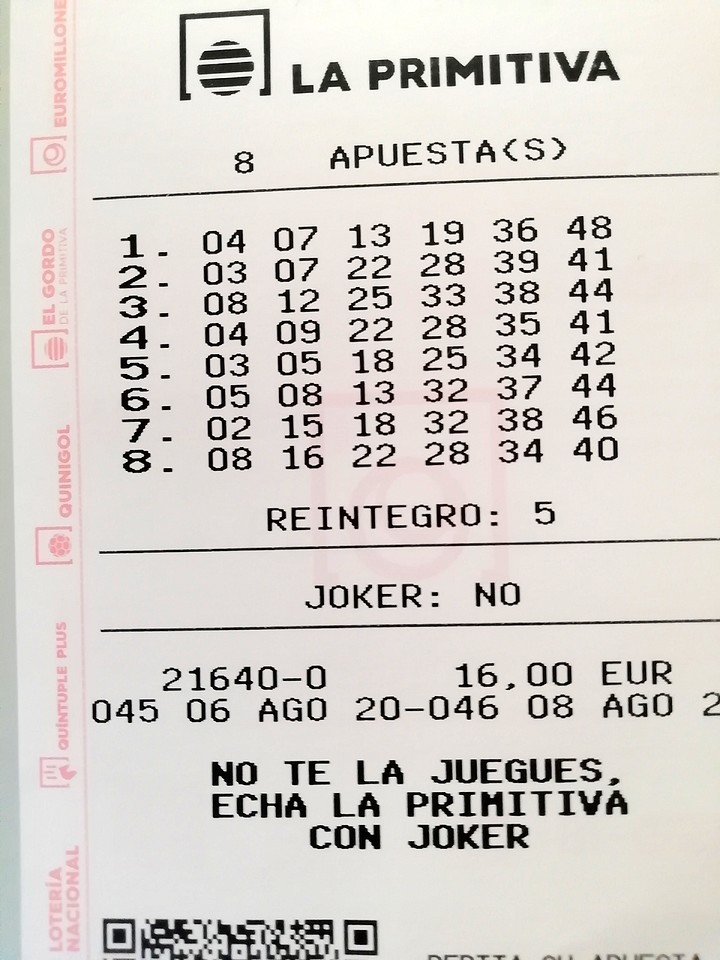 LA PRIMITIVA
8 APUESTA(S)
1. 04 07 13 19 36 48
2. 03 07 22 28 39 41
3. 08 12 25 33 38 44
4. 04 09 22 28 35 41
5. 03 05 18 25 34 42
6. 05 08 13 32 37 44
7. 02 15 18 32 38 46
8. 08 16 22 28 34 40
REINTEGRO: 5
JOKER: NO
21640-0 16,00 EUR
045 06 AGO 20-046 08 AGO 2
NO TE LA JUEGUES,
ECHA LA PRIMITIVA
CON JOKER
EUROMILLONE
EL GORDO
DE LA PRIMITIVA
QUINIGOL
QUÍNTUPLE PLUS
LOTERÍA
NACIONAL